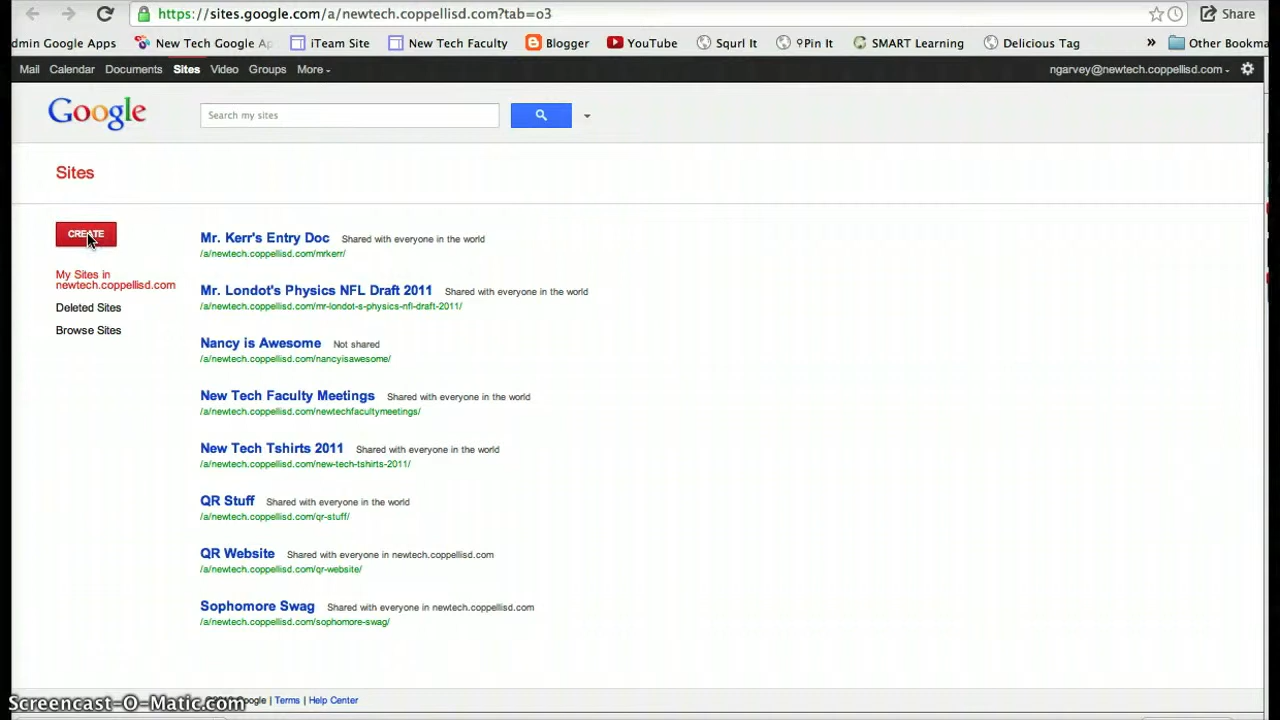 https://sites.google.com/a/newtech.coppellisd.com?tab=o3 Share
dmin Google Apps New Tech Google Ap iTeam Site New Tech Faculty Blogger YouTube Squrl It Pin It SMART Learning Delicious Tag » Other Bookma
Mail Calendar Documents Sites Video Groups More ngarvey@newtech.coppellisd.com
Google Search my sites
Sites
CREATE
My Sites in
newtech.coppellisd.com
Deleted Sites
Browse Sites
Mr. Kerr's Entry Doc Shared with everyone in the world
/a/newtech.coppellisd.com/mrkerr/
Mr. Londot's Physics NFL Draft 2011 Shared with everyone in the world
/a/newtech.coppellisd.com/mr-londot-s-physics-nfl-draft-2011/
Nancy is Awesome Not shared
/a/newtech.coppellisd.com/nancyisawesome/
New Tech Faculty Meetings Shared with everyone in the world
/a/newtech.coppellisd.com/newtechfacultymeetings/
New Tech Tshirts 2011 Shared with everyone in the world
/a/newtech.coppellisd.com/new-tech-tshirts-2011/
QR Stuff Shared with everyone in the world
/a/newtech.coppellisd.com/qr-stuff/
QR Website Shared with everyone in newtech.coppellisd.com
/a/newtech.coppellisd.com/qr-website/
Sophomore Swag Shared with everyone in newtech.coppellisd.com
/a/newtech.coppellisd.com/sophomore-swag/
Google | Terms | Help Center
Screencast-O-Matic.com